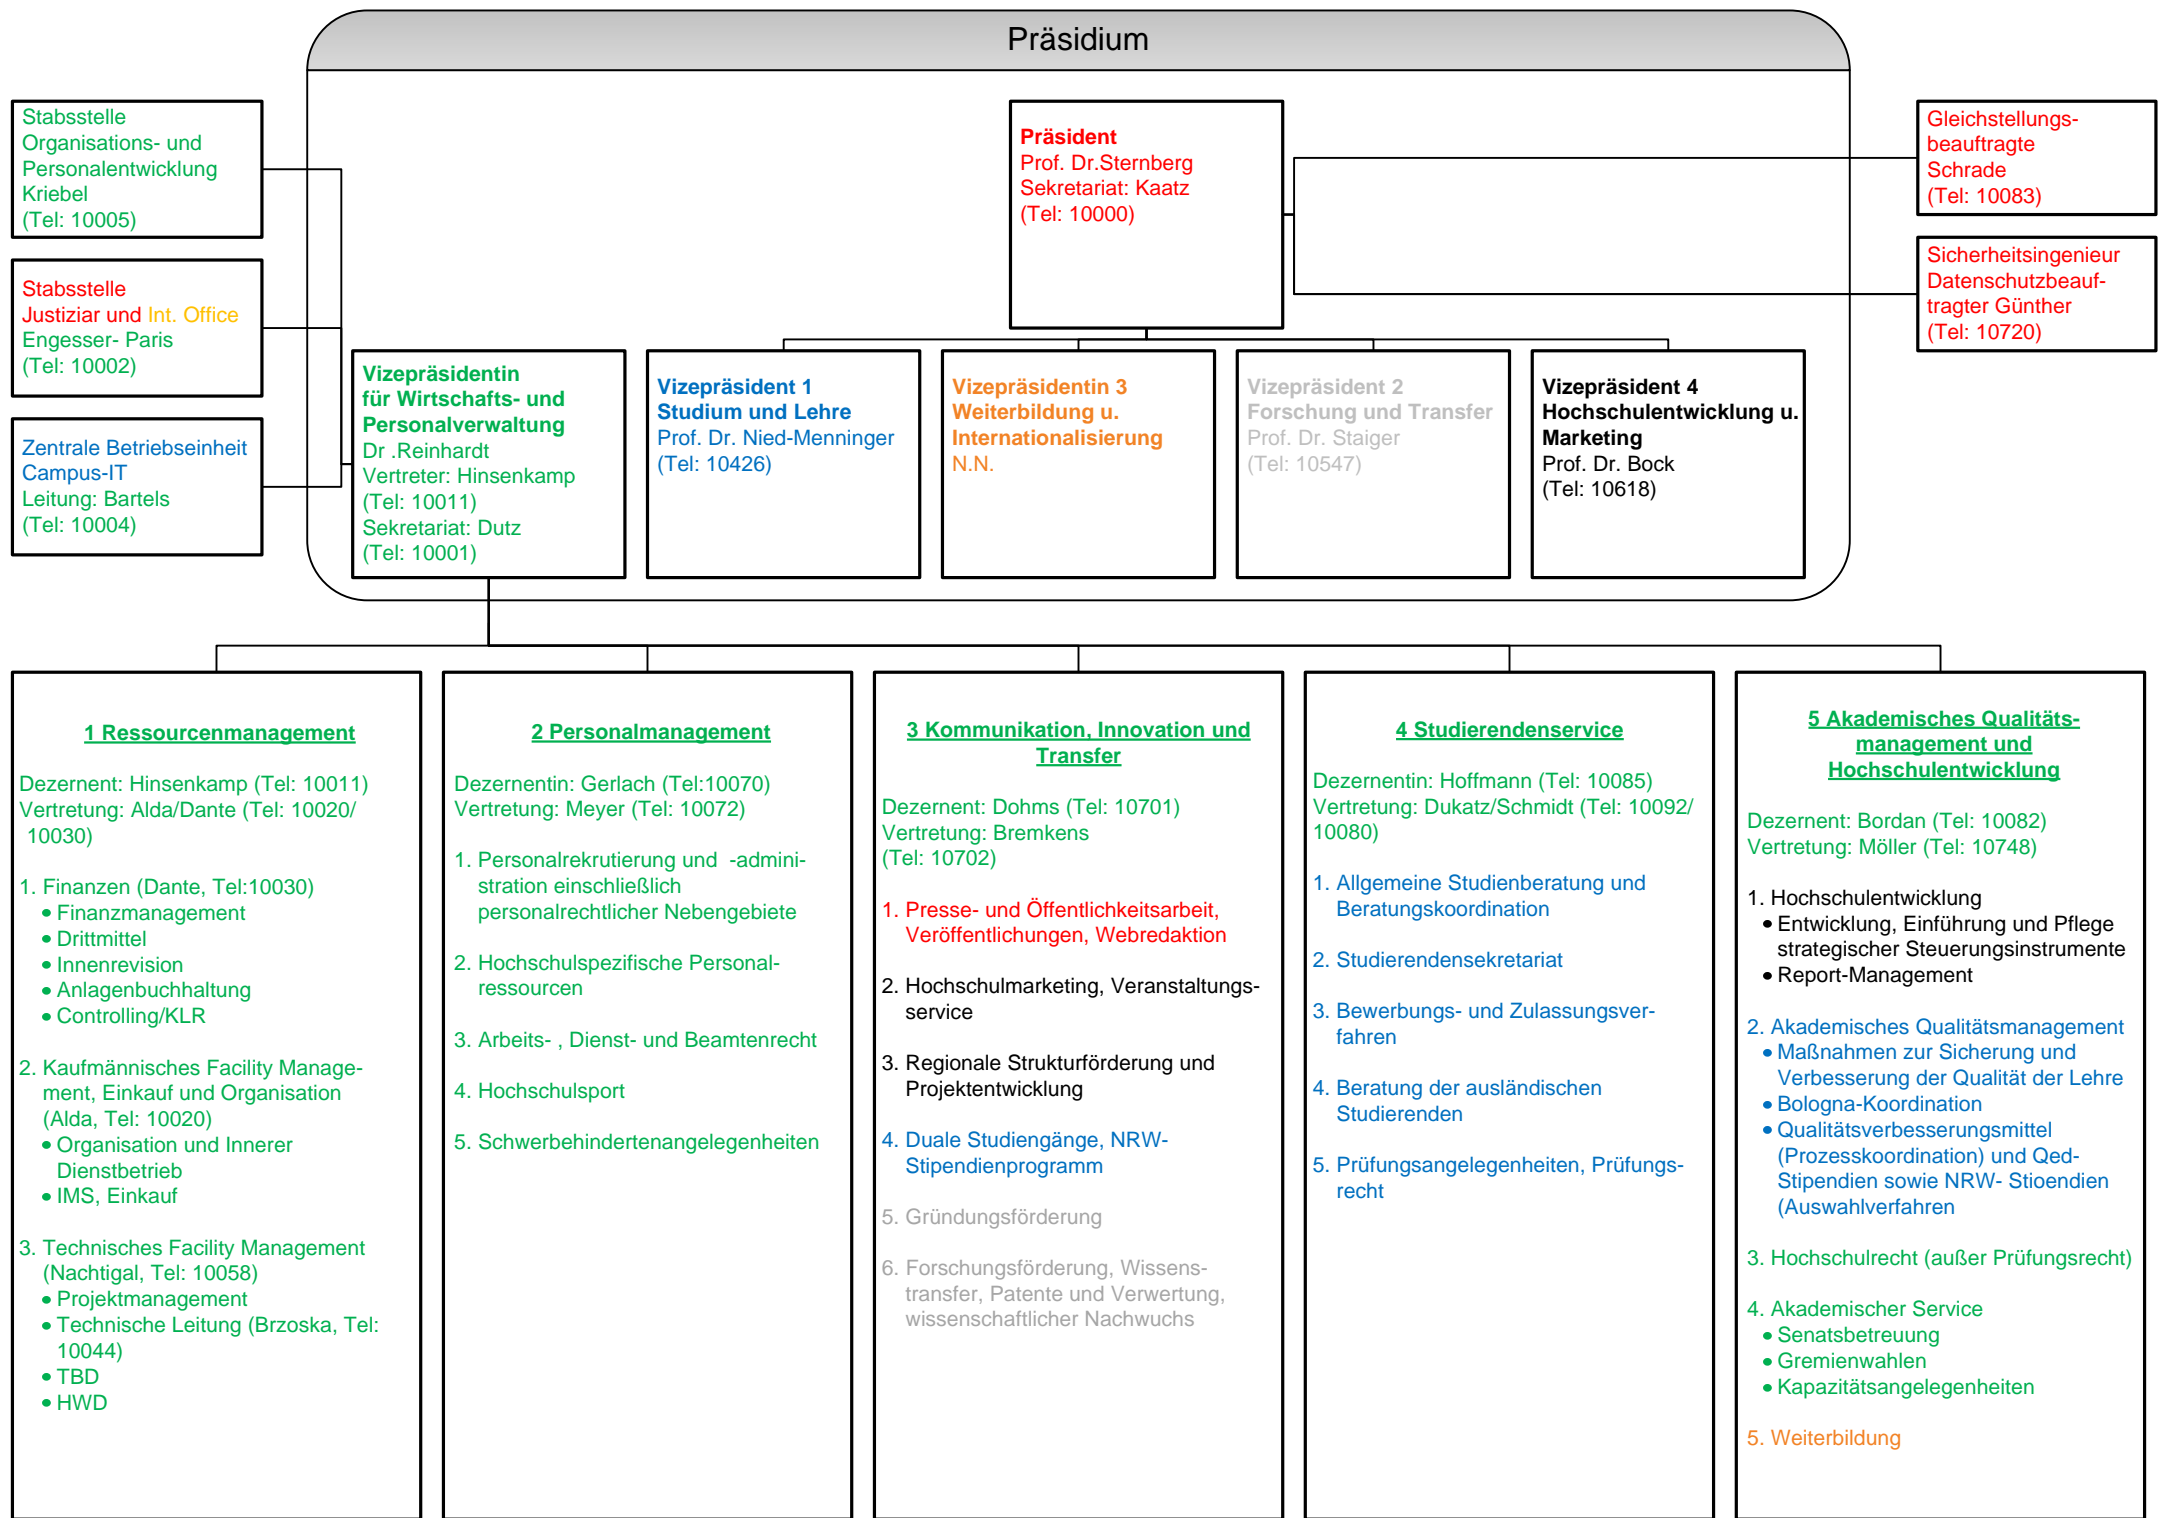 Präsidium
Stabsstelle
Organisations- und
Personalentwicklung
Kriebel
(Tel: 10005)
Stabsstelle
Justiziar und Int. Office
Engesser- Paris
(Tel: 10002)
Zentrale Betriebseinheit
Campus-IT
Leitung: Bartels
(Tel: 10004)
Präsident
Prof. Dr.Sternberg
Sekretariat: Kaatz
(Tel: 10000)
Gleichstellungs-
beauftragte
Schrade
(Tel: 10083)
Sicherheitsingenieur
Datenschutzbeauf-
tragter Günther
(Tel: 10720)
Vizepräsidentin
für Wirtschafts- und
Personalverwaltung
Dr .Reinhardt
Vertreter: Hinsenkamp
(Tel: 10011)
Sekretariat: Dutz
(Tel: 10001)
Vizepräsident 1
Studium und Lehre
Prof. Dr. Nied-Menninger
(Tel: 10426)
Vizepräsidentin 3
Weiterbildung u.
Internationalisierung
N.N.
Vizepräsident 2
Forschung und Transfer
Prof. Dr. Staiger
(Tel: 10547)
Vizepräsident 4
Hochschulentwicklung u.
Marketing
Prof. Dr. Bock
(Tel: 10618)
1 Ressourcenmanagement
Dezernent: Hinsenkamp (Tel: 10011)
Vertretung: Alda/Dante (Tel: 10020/
10030)
1. Finanzen (Dante, Tel:10030)
• Finanzmanagement
• Drittmittel
• Innenrevision
• Anlagenbuchhaltung
• Controlling/KLR
2. Kaufmännisches Facility Manage-
ment, Einkauf und Organisation
(Alda, Tel: 10020)
• Organisation und Innerer
Dienstbetrieb
• IMS, Einkauf
3. Technisches Facility Management
(Nachtigal, Tel: 10058)
• Projektmanagement
• Technische Leitung (Brzoska, Tel:
10044)
• TBD
• HWD
2 Personalmanagement
Dezernentin: Gerlach (Tel:10070)
Vertretung: Meyer (Tel: 10072)
1. Personalrekrutierung und -admini-
stration einschließlich
personalrechtlicher Nebengebiete
2. Hochschulspezifische Personal-
ressourcen
3. Arbeits- , Dienst- und Beamtenrecht
4. Hochschulsport
5. Schwerbehindertenangelegenheiten
3 Kommunikation, Innovation und
Transfer
Dezernent: Dohms (Tel: 10701)
Vertretung: Bremkens
(Tel: 10702)
1. Presse- und Öffentlichkeitsarbeit,
Veröffentlichungen, Webredaktion
2. Hochschulmarketing, Veranstaltungs-
service
3. Regionale Strukturförderung und
Projektentwicklung
4. Duale Studiengänge, NRW-
Stipendienprogramm
5. Gründungsförderung
6. Forschungsförderung, Wissens-
transfer, Patente und Verwertung,
wissenschaftlicher Nachwuchs
4 Studierendenservice
Dezernentin: Hoffmann (Tel: 10085)
Vertretung: Dukatz/Schmidt (Tel: 10092/
10080)
1. Allgemeine Studienberatung und
Beratungskoordination
2. Studierendensekretariat
3. Bewerbungs- und Zulassungsver-
fahren
4. Beratung der ausländischen
Studierenden
5. Prüfungsangelegenheiten, Prüfungs-
recht
5 Akademisches Qualitäts-
management und
Hochschulentwicklung
Dezernent: Bordan (Tel: 10082)
Vertretung: Möller (Tel: 10748)
1. Hochschulentwicklung
• Entwicklung, Einführung und Pflege
strategischer Steuerungsinstrumente
• Report-Management
2. Akademisches Qualitätsmanagement
• Maßnahmen zur Sicherung und
Verbesserung der Qualität der Lehre
• Bologna-Koordination
• Qualitätsverbesserungsmittel
(Prozesskoordination) und Qed-
Stipendien sowie NRW- Stioendien
(Auswahlverfahren
3. Hochschulrecht (außer Prüfungsrecht)
4. Akademischer Service
• Senatsbetreuung
• Gremienwahlen
• Kapazitätsangelegenheiten
5. Weiterbildung